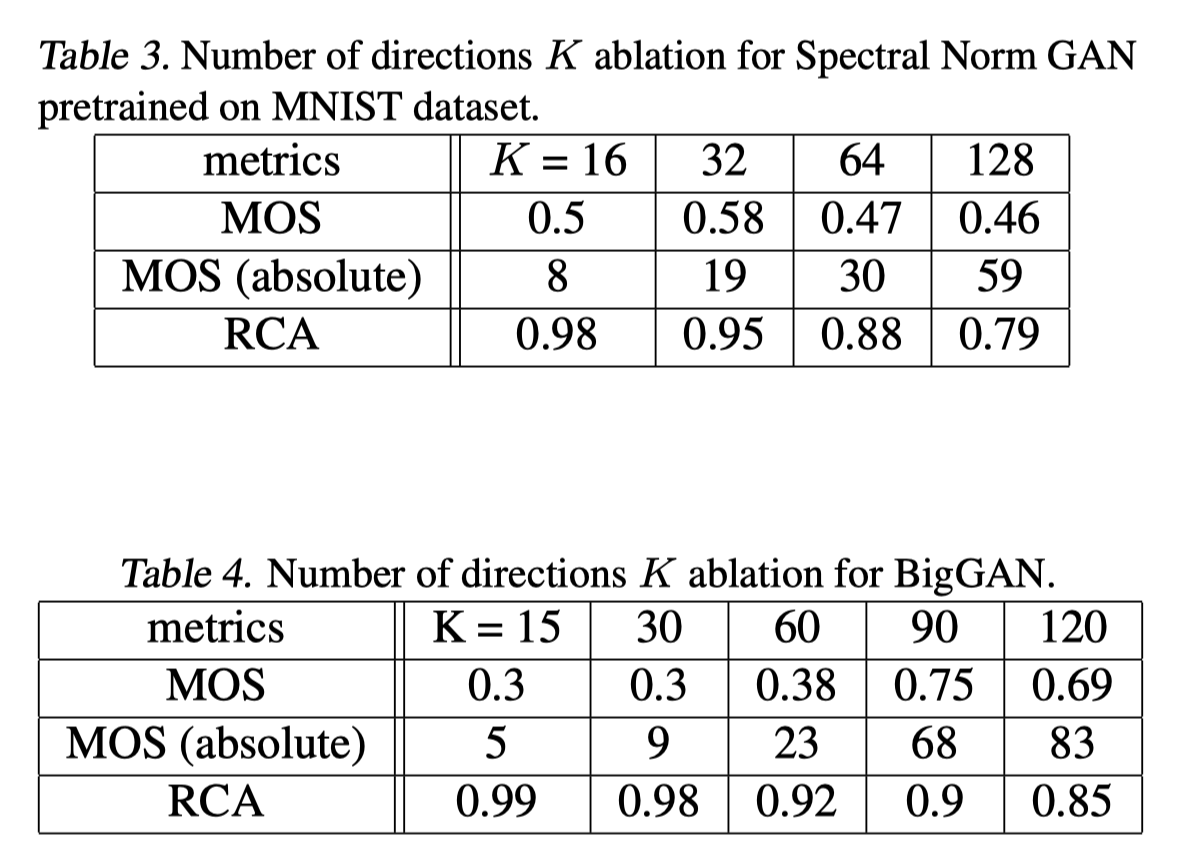 Table 3. Number of directions K ablation for Spectral Norm GAN
pretrained on MNIST dataset.
metrics K = 16 32 64 128
MOS 0.5 0.58 0.47 0.46
MOS (absolute) 8 19 30 59
RCA 0.98 0.95 0.88 0.79
Table 4. Number of directions K ablation for BigGAN.
metrics K = 15 30 60 90 120
MOS 0.3 0.3 0.38 0.75 0.69
MOS (absolute) 5 9 23 68 83
RCA 0.99 0.98 0.92 0.9 0.85